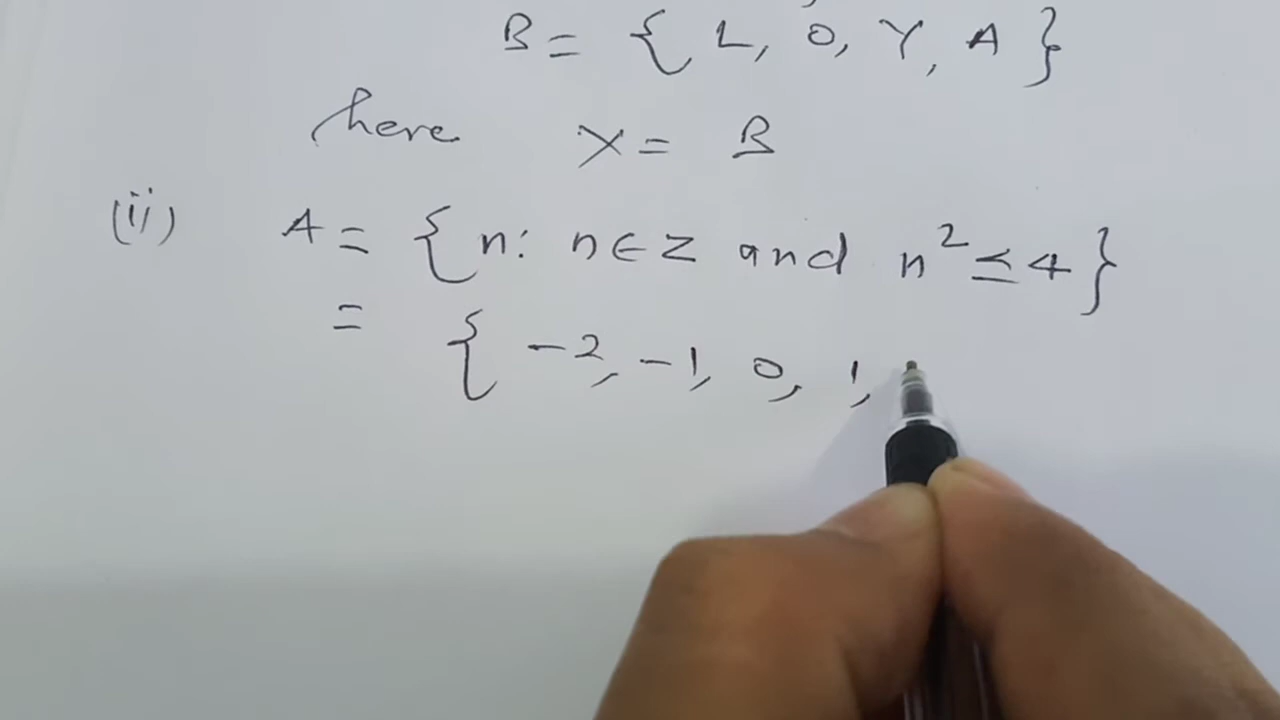 B = { L, O, Y, A }
here X = B
(ii) A = { n: n ∈ Z and n² ≤ 4 }
= { -2, -1, 0, 1,